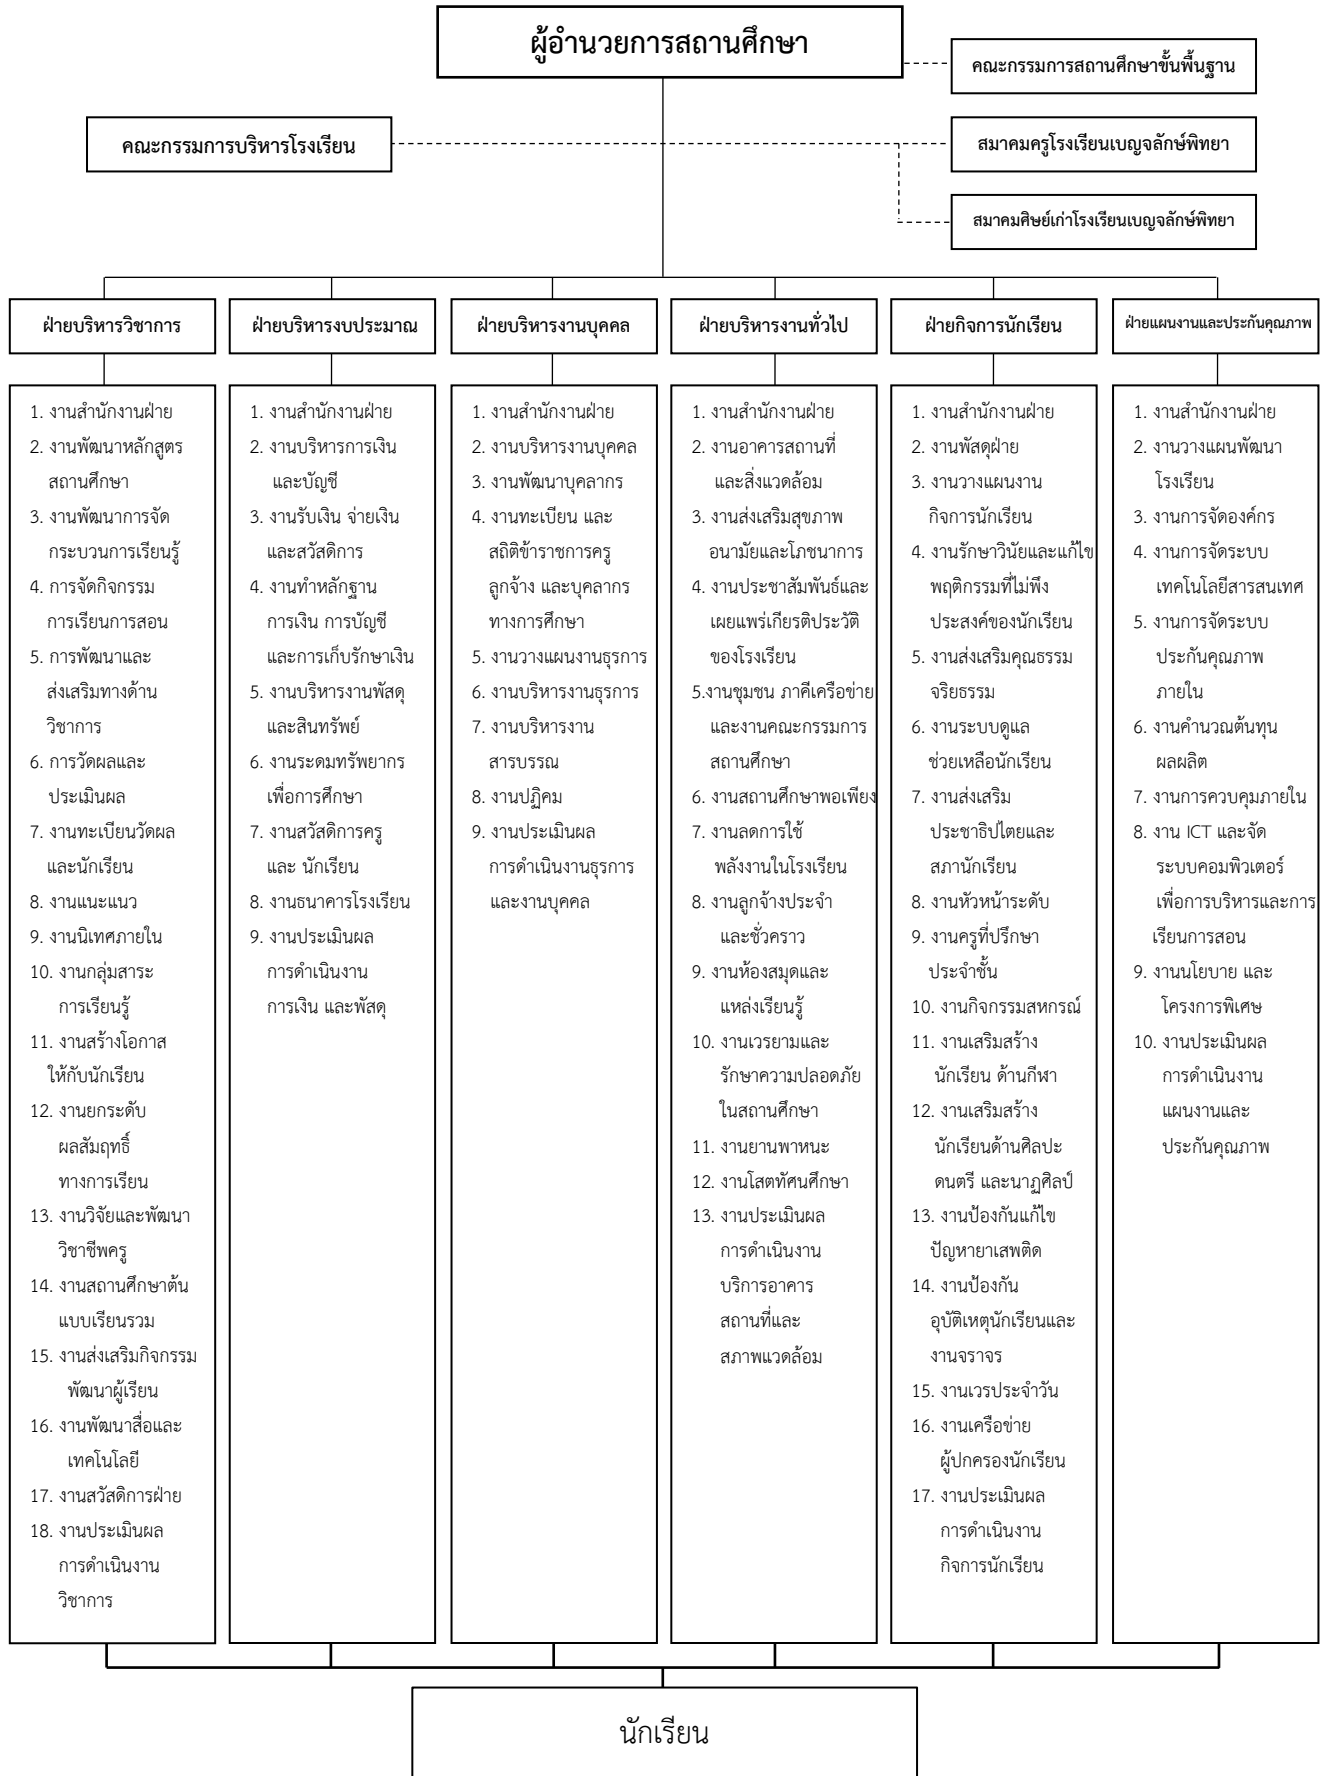 ผู้อำนวยการสถานศึกษา
คณะกรรมการสถานศึกษาขั้นพื้นฐาน
คณะกรรมการบริหารโรงเรียน
สมาคมครูโรงเรียนเบญจลักษ์พิทยา
สมาคมศิษย์เก่าโรงเรียนเบญจลักษ์พิทยา
ฝ่ายบริหารวิชาการ
1. งานสำนักงานฝ่าย
2. งานพัฒนาหลักสูตร
สถานศึกษา
3. งานพัฒนาการจัด
กระบวนการเรียนรู้
4. การจัดกิจกรรม
การเรียนการสอน
5. การพัฒนาและ
ส่งเสริมทางด้าน
วิชาการ
6. การวัดผลและ
ประเมินผล
7. งานทะเบียนวัดผล
และนักเรียน
8. งานแนะแนว
9. งานนิเทศภายใน
10. งานกลุ่มสาระ
การเรียนรู้
11. งานสร้างโอกาส
ให้กับนักเรียน
12. งานยกระดับ
ผลสัมฤทธิ์
ทางการเรียน
13. งานวิจัยและพัฒนา
วิชาชีพครู
14. งานสถานศึกษาต้น
แบบเรียนรวม
15. งานส่งเสริมกิจกรรม
พัฒนาผู้เรียน
16. งานพัฒนาสื่อและ
เทคโนโลยี
17. งานสวัสดิการฝ่าย
18. งานประเมินผล
การดำเนินงาน
วิชาการ
ฝ่ายบริหารงบประมาณ
1. งานสำนักงานฝ่าย
2. งานบริหารการเงิน
และบัญชี
3. งานรับเงิน จ่ายเงิน
และสวัสดิการ
4. งานทำหลักฐาน
การเงิน การบัญชี
และการเก็บรักษาเงิน
5. งานบริหารงานพัสดุ
และสินทรัพย์
6. งานระดมทรัพยากร
เพื่อการศึกษา
7. งานสวัสดิการครู
และ นักเรียน
8. งานธนาคารโรงเรียน
9. งานประเมินผล
การดำเนินงาน
การเงิน และพัสดุ
ฝ่ายบริหารงานบุคคล
1. งานสำนักงานฝ่าย
2. งานบริหารงานบุคคล
3. งานพัฒนาบุคลากร
4. งานทะเบียน และ
สถิติข้าราชการครู
ลูกจ้าง และบุคลากร
ทางการศึกษา
5. งานวางแผนงานธุรการ
6. งานบริหารงานธุรการ
7. งานบริหารงาน
สารบรรณ
8. งานปฏิคม
9. งานประเมินผล
การดำเนินงานธุรการ
และงานบุคคล
ฝ่ายบริหารงานทั่วไป
1. งานสำนักงานฝ่าย
2. งานอาคารสถานที่
และสิ่งแวดล้อม
3. งานส่งเสริมสุขภาพ
อนามัยและโภชนาการ
4. งานประชาสัมพันธ์และ
เผยแพร่เกียรติประวัติ
ของโรงเรียน
5.งานชุมชน ภาคีเครือข่าย
และงานคณะกรรมการ
สถานศึกษา
6. งานสถานศึกษาพอเพียง
7. งานลดการใช้
พลังงานในโรงเรียน
8. งานลูกจ้างประจำ
และชั่วคราว
9. งานห้องสมุดและ
แหล่งเรียนรู้
10. งานเวรยามและ
รักษาความปลอดภัย
ในสถานศึกษา
11. งานยานพาหนะ
12. งานโสตทัศนศึกษา
13. งานประเมินผล
การดำเนินงาน
บริการอาคาร
สถานที่และ
สภาพแวดล้อม
ฝ่ายกิจการนักเรียน
1. งานสำนักงานฝ่าย
2. งานพัสดุฝ่าย
3. งานวางแผนงาน
กิจการนักเรียน
4. งานรักษาวินัยและแก้ไข
พฤติกรรมที่ไม่พึง
ประสงค์ของนักเรียน
5. งานส่งเสริมคุณธรรม
จริยธรรม
6. งานระบบดูแล
ช่วยเหลือนักเรียน
7. งานส่งเสริม
ประชาธิปไตยและ
สภานักเรียน
8. งานหัวหน้าระดับ
9. งานครูที่ปรึกษา
ประจำชั้น
10. งานกิจกรรมสหกรณ์
11. งานเสริมสร้าง
นักเรียน ด้านกีฬา
12. งานเสริมสร้าง
นักเรียนด้านศิลปะ
ดนตรี และนาฏศิลป์
13. งานป้องกันแก้ไข
ปัญหายาเสพติด
14. งานป้องกัน
อุบัติเหตุนักเรียนและ
งานจราจร
15. งานเวรประจำวัน
16. งานเครือข่าย
ผู้ปกครองนักเรียน
17. งานประเมินผล
การดำเนินงาน
กิจการนักเรียน
ฝ่ายแผนงานและประกันคุณภาพ
1. งานสำนักงานฝ่าย
2. งานวางแผนพัฒนา
โรงเรียน
3. งานการจัดองค์กร
4. งานการจัดระบบ
เทคโนโลยีสารสนเทศ
5. งานการจัดระบบ
ประกันคุณภาพ
ภายใน
6. งานคำนวณต้นทุน
ผลผลิต
7. งานการควบคุมภายใน
8. งาน ICT และจัด
ระบบคอมพิวเตอร์
เพื่อการบริหารและการ
เรียนการสอน
9. งานนโยบาย และ
โครงการพิเศษ
10. งานประเมินผล
การดำเนินงาน
แผนงานและ
ประกันคุณภาพ
นักเรียน